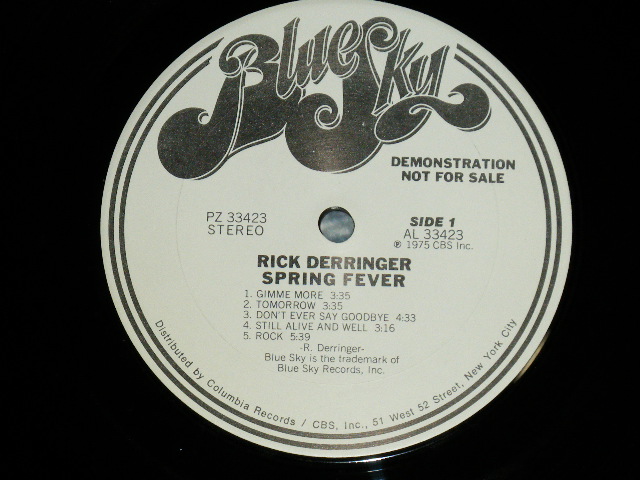 Blue Sky
DEMONSTRATION
NOT FOR SALE
PZ 33423
STEREO
SIDE 1
AL 33423
℗ 1975 CBS Inc.
RICK DERRINGER
SPRING FEVER
1. GIMME MORE 3:35
2. TOMORROW 3:35
3. DON'T EVER SAY GOODBYE 4:33
4. STILL ALIVE AND WELL 3:16
5. ROCK 5:39
-R. Derringer-
Blue Sky is the trademark of
Blue Sky Records, Inc.
Distributed by Columbia Records / CBS, Inc., 51 West 52 Street, New York City